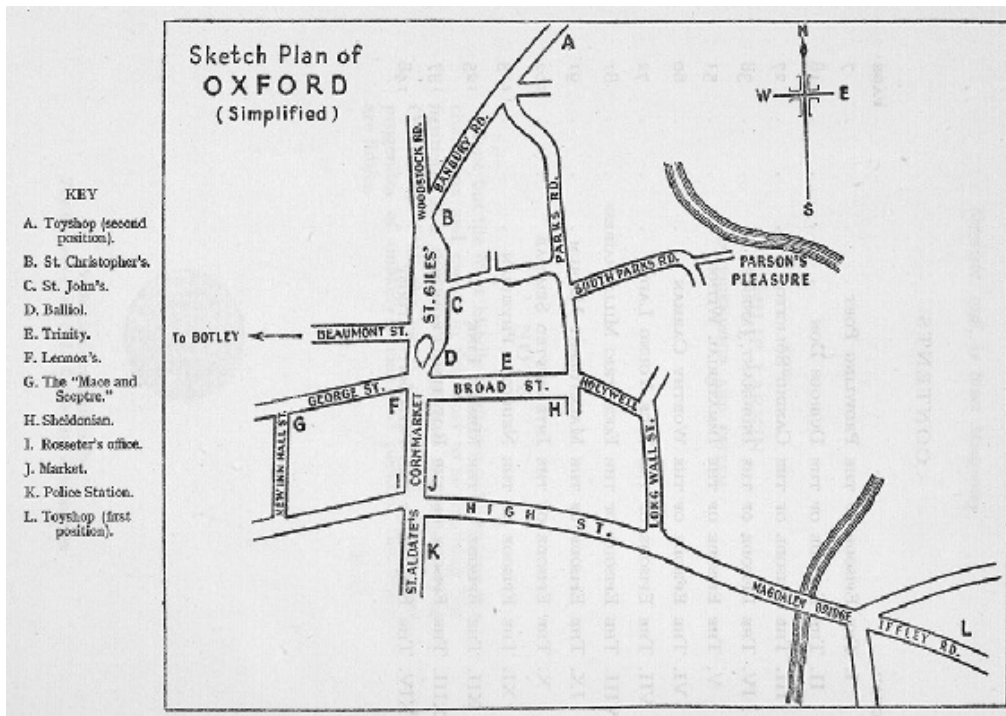 Sketch Plan of
OXFORD
(Simplified)
A
N
W
E
S
WOODSTOCK RD.
BANBURY RD.
PARKS RD.
B
KEY
A. Toyshop (second
position).
B. St. Christopher's.
C. St. John's.
D. Balliol.
E. Trinity.
F. Lennox's.
G. The "Mace and
Sceptre."
H. Sheldonian.
I. Rosseter's office.
J. Market.
K. Police Station.
L. Toyshop (first
position).
ST. GILES'
SOUTH PARKS RD.
PARSON'S
PLEASURE
C
To BOTLEY
BEAUMONT ST.
D
E
GEORGE ST.
F
BROAD ST.
HOLYWELL
G
H
NEW INN HALL ST.
CORNMARKET
LONG WALL ST.
I
J
HIGH ST.
ST. ALDATE'S
K
MAGDALEN BRIDGE
IFFLEY RD.
L